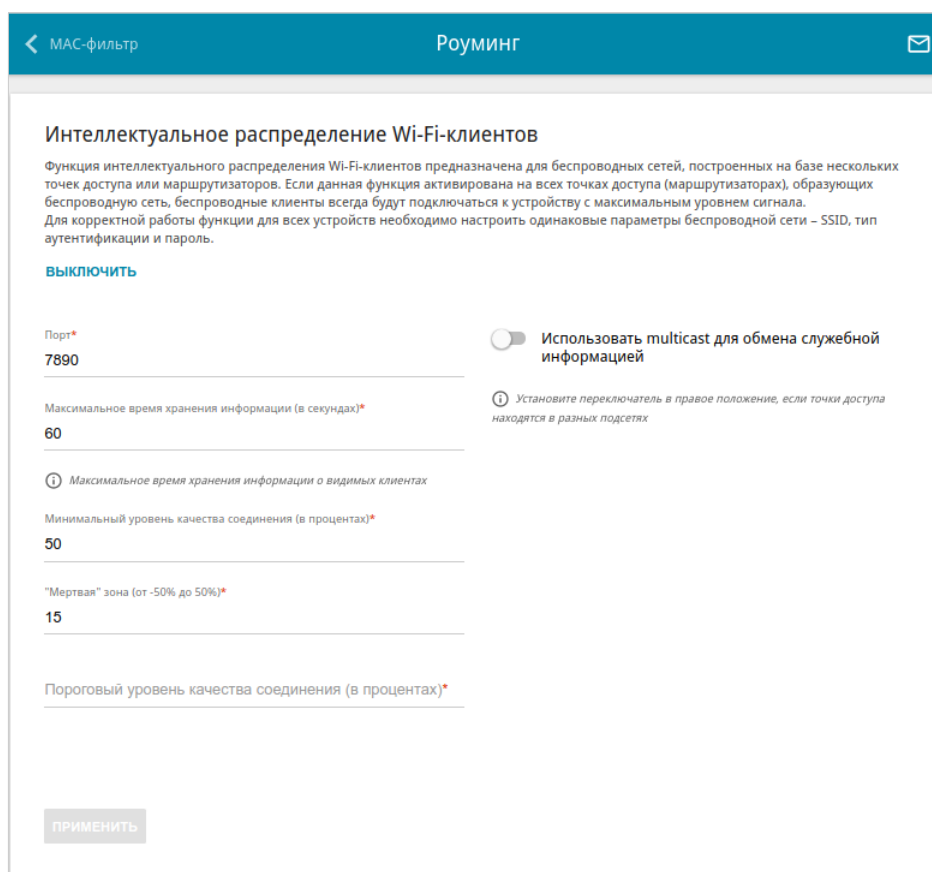 МАС-фильтр
Роуминг
Интеллектуальное распределение Wi-Fi-клиентов
Функция интеллектуального распределения Wi-Fi-клиентов предназначена для беспроводных сетей, построенных на базе нескольких
точек доступа или маршрутизаторов. Если данная функция активирована на всех точках доступа (маршрутизаторах), образующих
беспроводную сеть, беспроводные клиенты всегда будут подключаться к устройству с максимальным уровнем сигнала.
Для корректной работы функции для всех устройств необходимо настроить одинаковые параметры беспроводной сети – SSID, тип
аутентификации и пароль.
ВЫКЛЮЧИТЬ
Порт*
7890
Максимальное время хранения информации (в секундах)*
60
Максимальное время хранения информации о видимых клиентах
Минимальный уровень качества соединения (в процентах)*
50
"Мертвая" зона (от -50% до 50%)*
15
Пороговый уровень качества соединения (в процентах)*
Использовать multicast для обмена служебной
информацией
Установите переключатель в правое положение, если точки доступа
находятся в разных подсетях
ПРИМЕНИТЬ